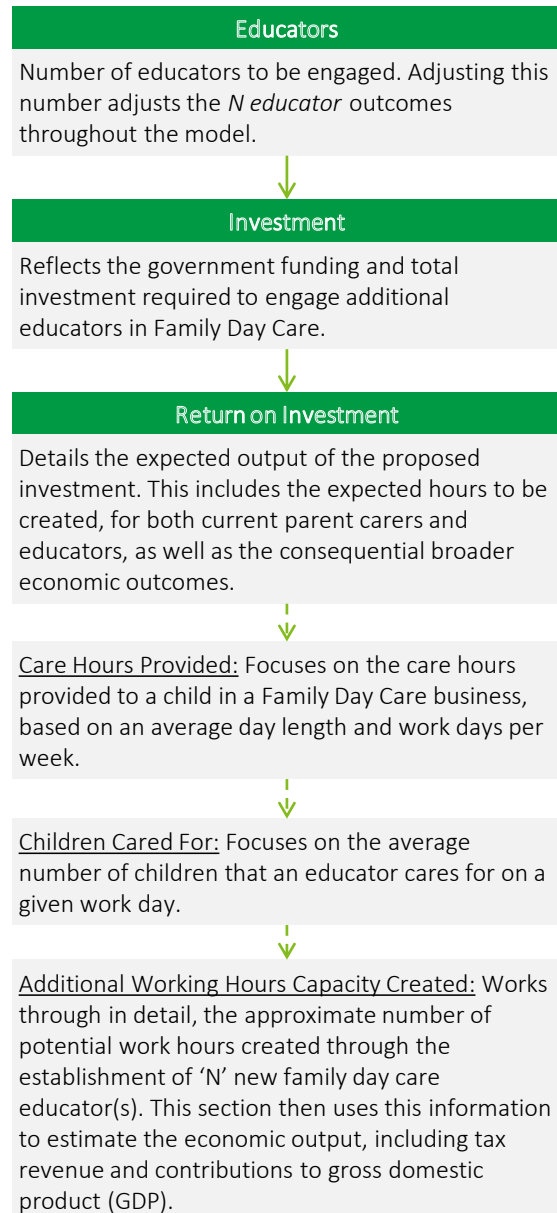 Educators
Number of educators to be engaged. Adjusting this
number adjusts the N educator outcomes
throughout the model.
Investment
Reflects the government funding and total
investment required to engage additional
educators in Family Day Care.
Return on Investment
Details the expected output of the proposed
investment. This includes the expected hours to be
created, for both current parent carers and
educators, as well as the consequential broader
economic outcomes.
Care Hours Provided: Focuses on the care hours
provided to a child in a Family Day Care business,
based on an average day length and work days per
week.
Children Cared For: Focuses on the average
number of children that an educator cares for on a
given work day.
Additional Working Hours Capacity Created: Works
through in detail, the approximate number of
potential work hours created through the
establishment of ‘N’ new family day care
educator(s). This section then uses this information
to estimate the economic output, including tax
revenue and contributions to gross domestic
product (GDP).